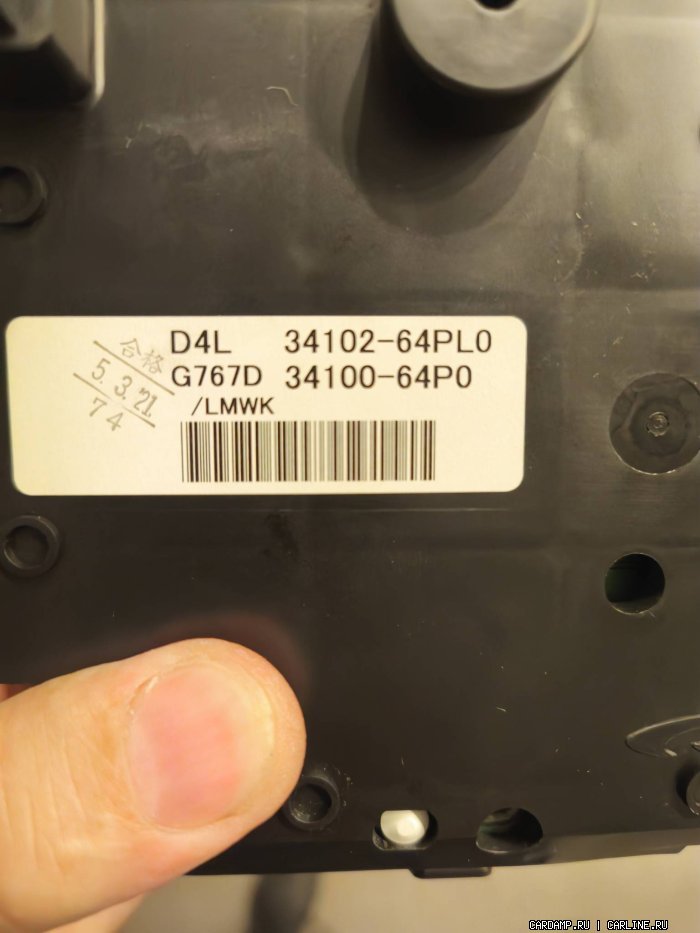 合格
5.3.21
74
D4L 34102-64PL0
G767D 34100-64P0
/LMWK
CARDAMP.RU | CARLINE.RU